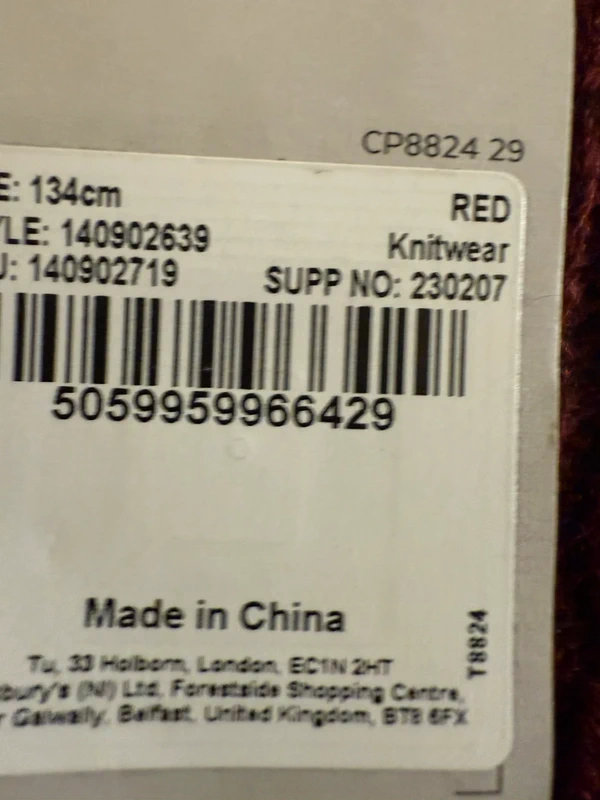 CP8824 29
E: 134cm
RED
YLE: 140902639
Knitwear
U: 140902719
SUPP NO: 230207
5059959966429
Made in China
T8824
Tu, 33 Holborn, London, EC1N 2HT
bury's (NI) Ltd, Forestside Shopping Centre,
r Galwally, Belfast, United Kingdom, BT8 6FX